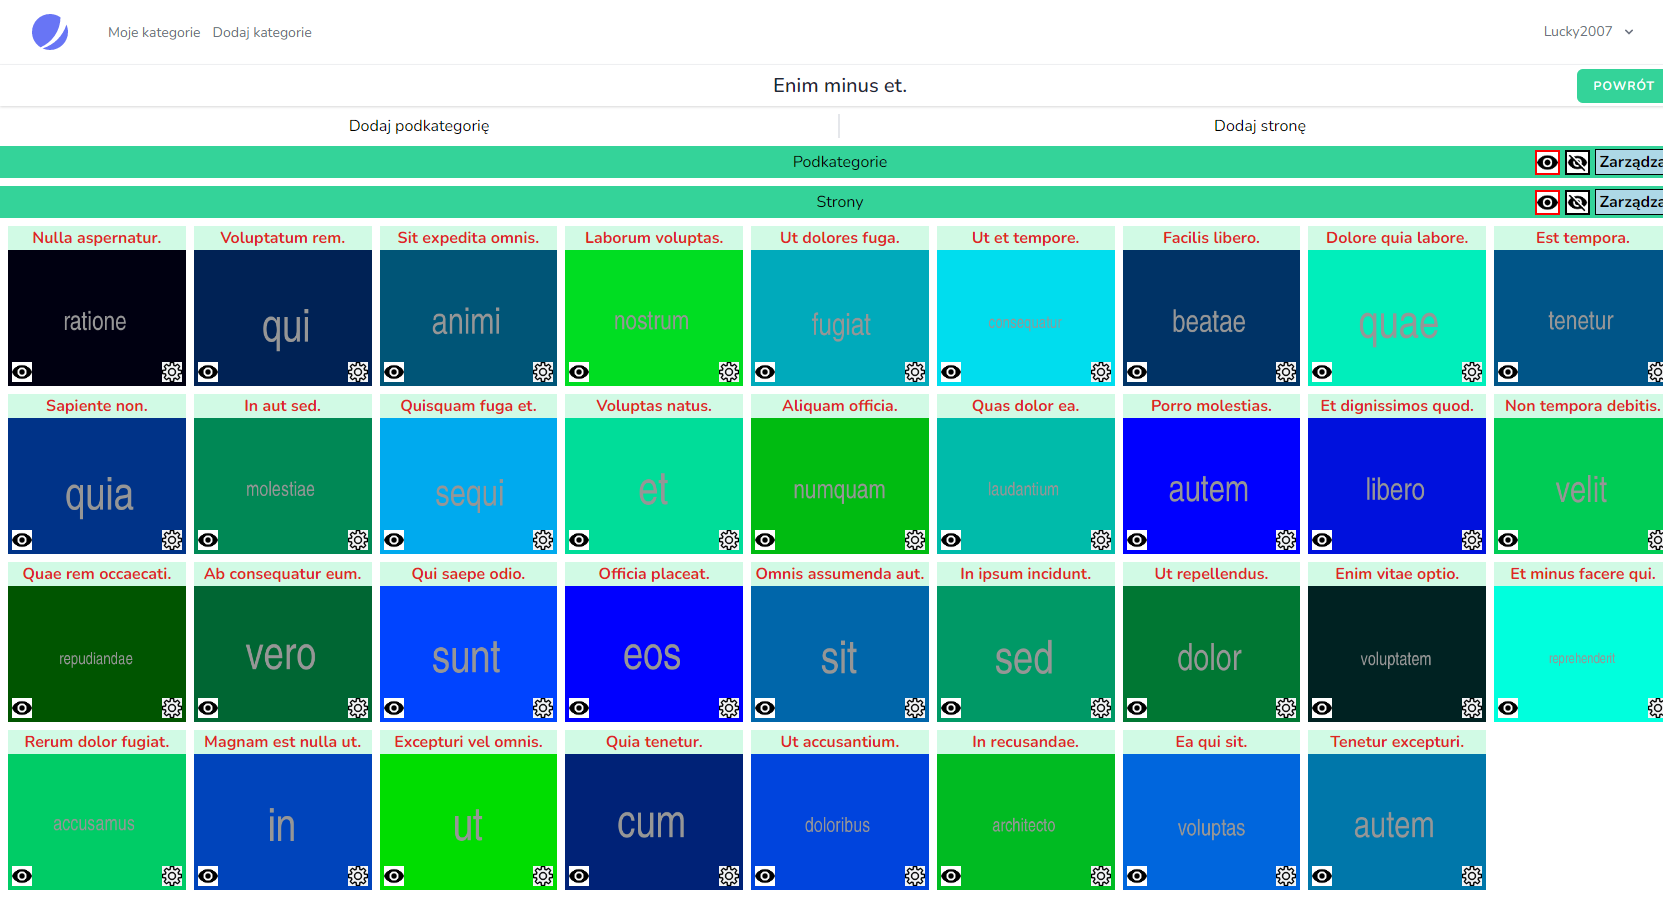 Moje kategorie Dodaj kategorie Lucky2007
Enim minus et. POWRÓT
Dodaj podkategorię Dodaj stronę
Podkategorie Zarządza
Strony Zarządza
Nulla aspernatur. Voluptatum rem. Sit expedita omnis. Laborum voluptas. Ut dolores fuga. Ut et tempore. Facilis libero. Dolore quia labore. Est tempora.
ratione qui animi nostrum fugiat consequatur beatae quae tenetur
Sapiente non. In aut sed. Quisquam fuga et. Voluptas natus. Aliquam officia. Quas dolor ea. Porro molestias. Et dignissimos quod. Non tempora debitis.
quia molestiae sequi et numquam laudantium autem libero velit
Quae rem occaecati. Ab consequatur eum. Qui saepe odio. Officia placeat. Omnis assumenda aut. In ipsum incidunt. Ut repellendus. Enim vitae optio. Et minus facere qui.
repudiandae vero sunt eos sit sed dolor voluptatem reprehenderit
Rerum dolor fugiat. Magnam est nulla ut. Excepturi vel omnis. Quia tenetur. Ut accusantium. In recusandae. Ea qui sit. Tenetur excepturi.
accusamus in ut cum doloribus architecto voluptas autem